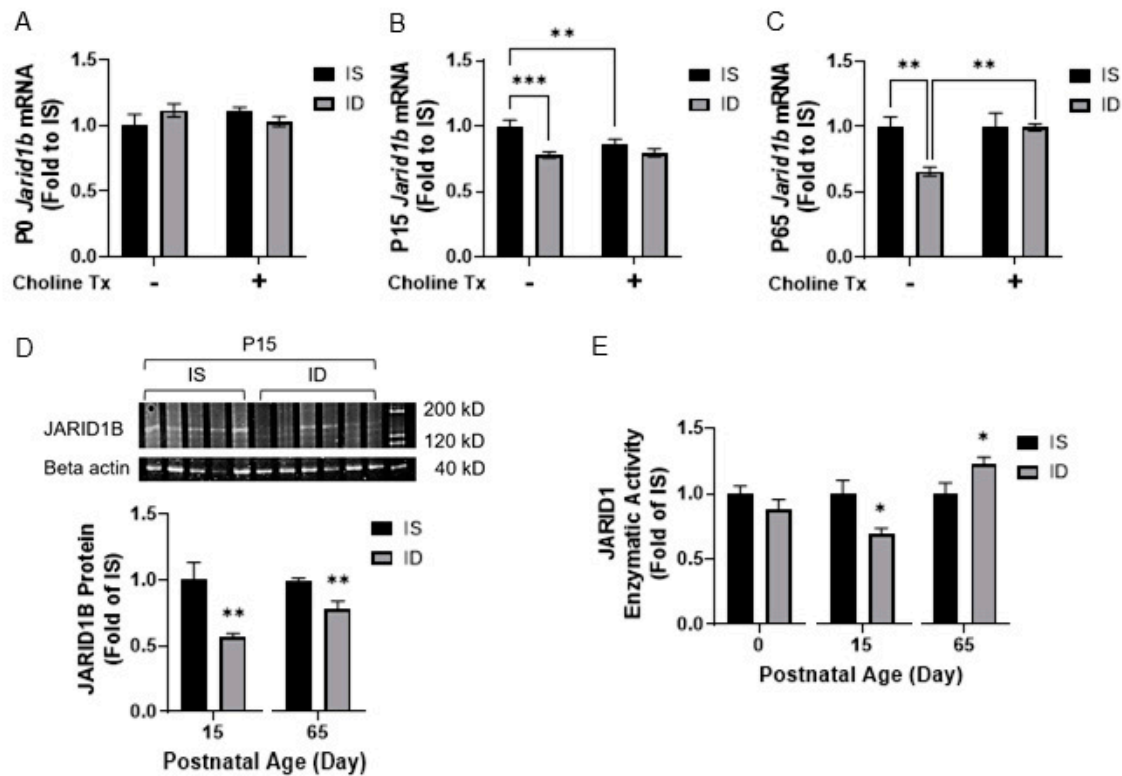 A
P0 Jarid1b mRNA
(Fold to IS)
1.5
1.0
0.5
0.0
IS
ID
Choline Tx - +
B
P15 Jarid1b mRNA
(Fold to IS)
1.5
1.0
0.5
0.0
**
***
IS
ID
Choline Tx - +
C
P65 Jarid1b mRNA
(Fold to IS)
1.5
1.0
0.5
0.0
** **
IS
ID
Choline Tx - +
D
P15
IS ID
JARID1B
200 kD
120 kD
Beta actin 40 kD
JARID1B Protein
(Fold of IS)
1.5
1.0
0.5
0.0
** **
IS
ID
15 65
Postnatal Age (Day)
E
JARID1
Enzymatic Activity
(Fold of IS)
1.5
1.0
0.5
0.0
* *
IS
ID
0 15 65
Postnatal Age (Day)